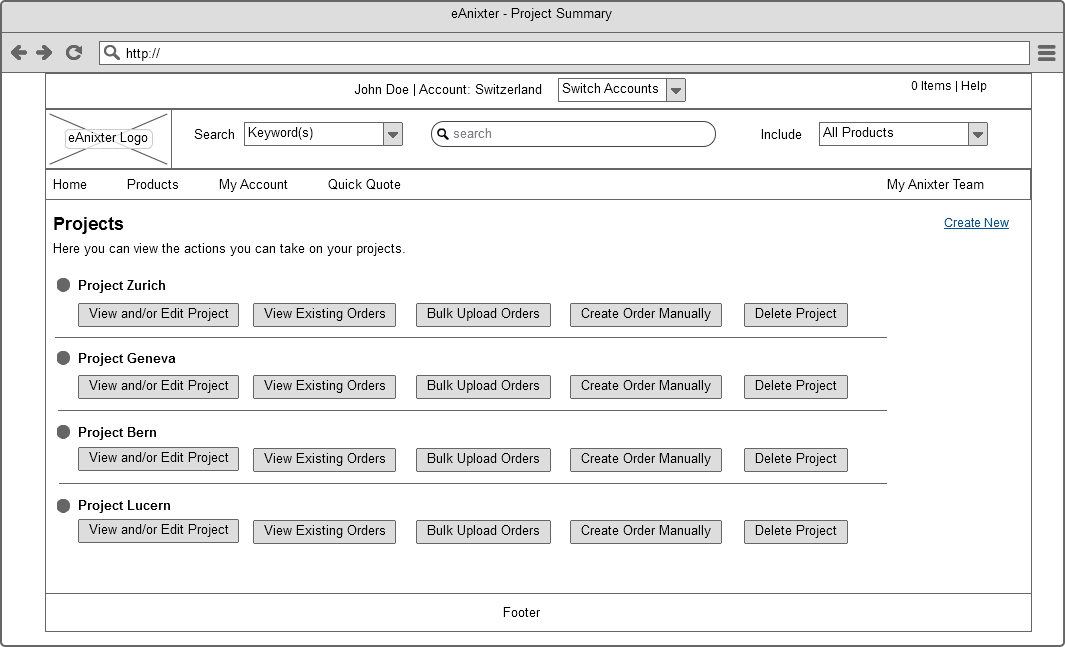 eAnixter - Project Summary
http://
John Doe | Account: Switzerland Switch Accounts 0 Items | Help
eAnixter Logo Search Keyword(s) search Include All Products
Home Products My Account Quick Quote My Anixter Team
Projects Create New
Here you can view the actions you can take on your projects.
Project Zurich
View and/or Edit Project View Existing Orders Bulk Upload Orders Create Order Manually Delete Project
Project Geneva
View and/or Edit Project View Existing Orders Bulk Upload Orders Create Order Manually Delete Project
Project Bern
View and/or Edit Project View Existing Orders Bulk Upload Orders Create Order Manually Delete Project
Project Lucern
View and/or Edit Project View Existing Orders Bulk Upload Orders Create Order Manually Delete Project
Footer